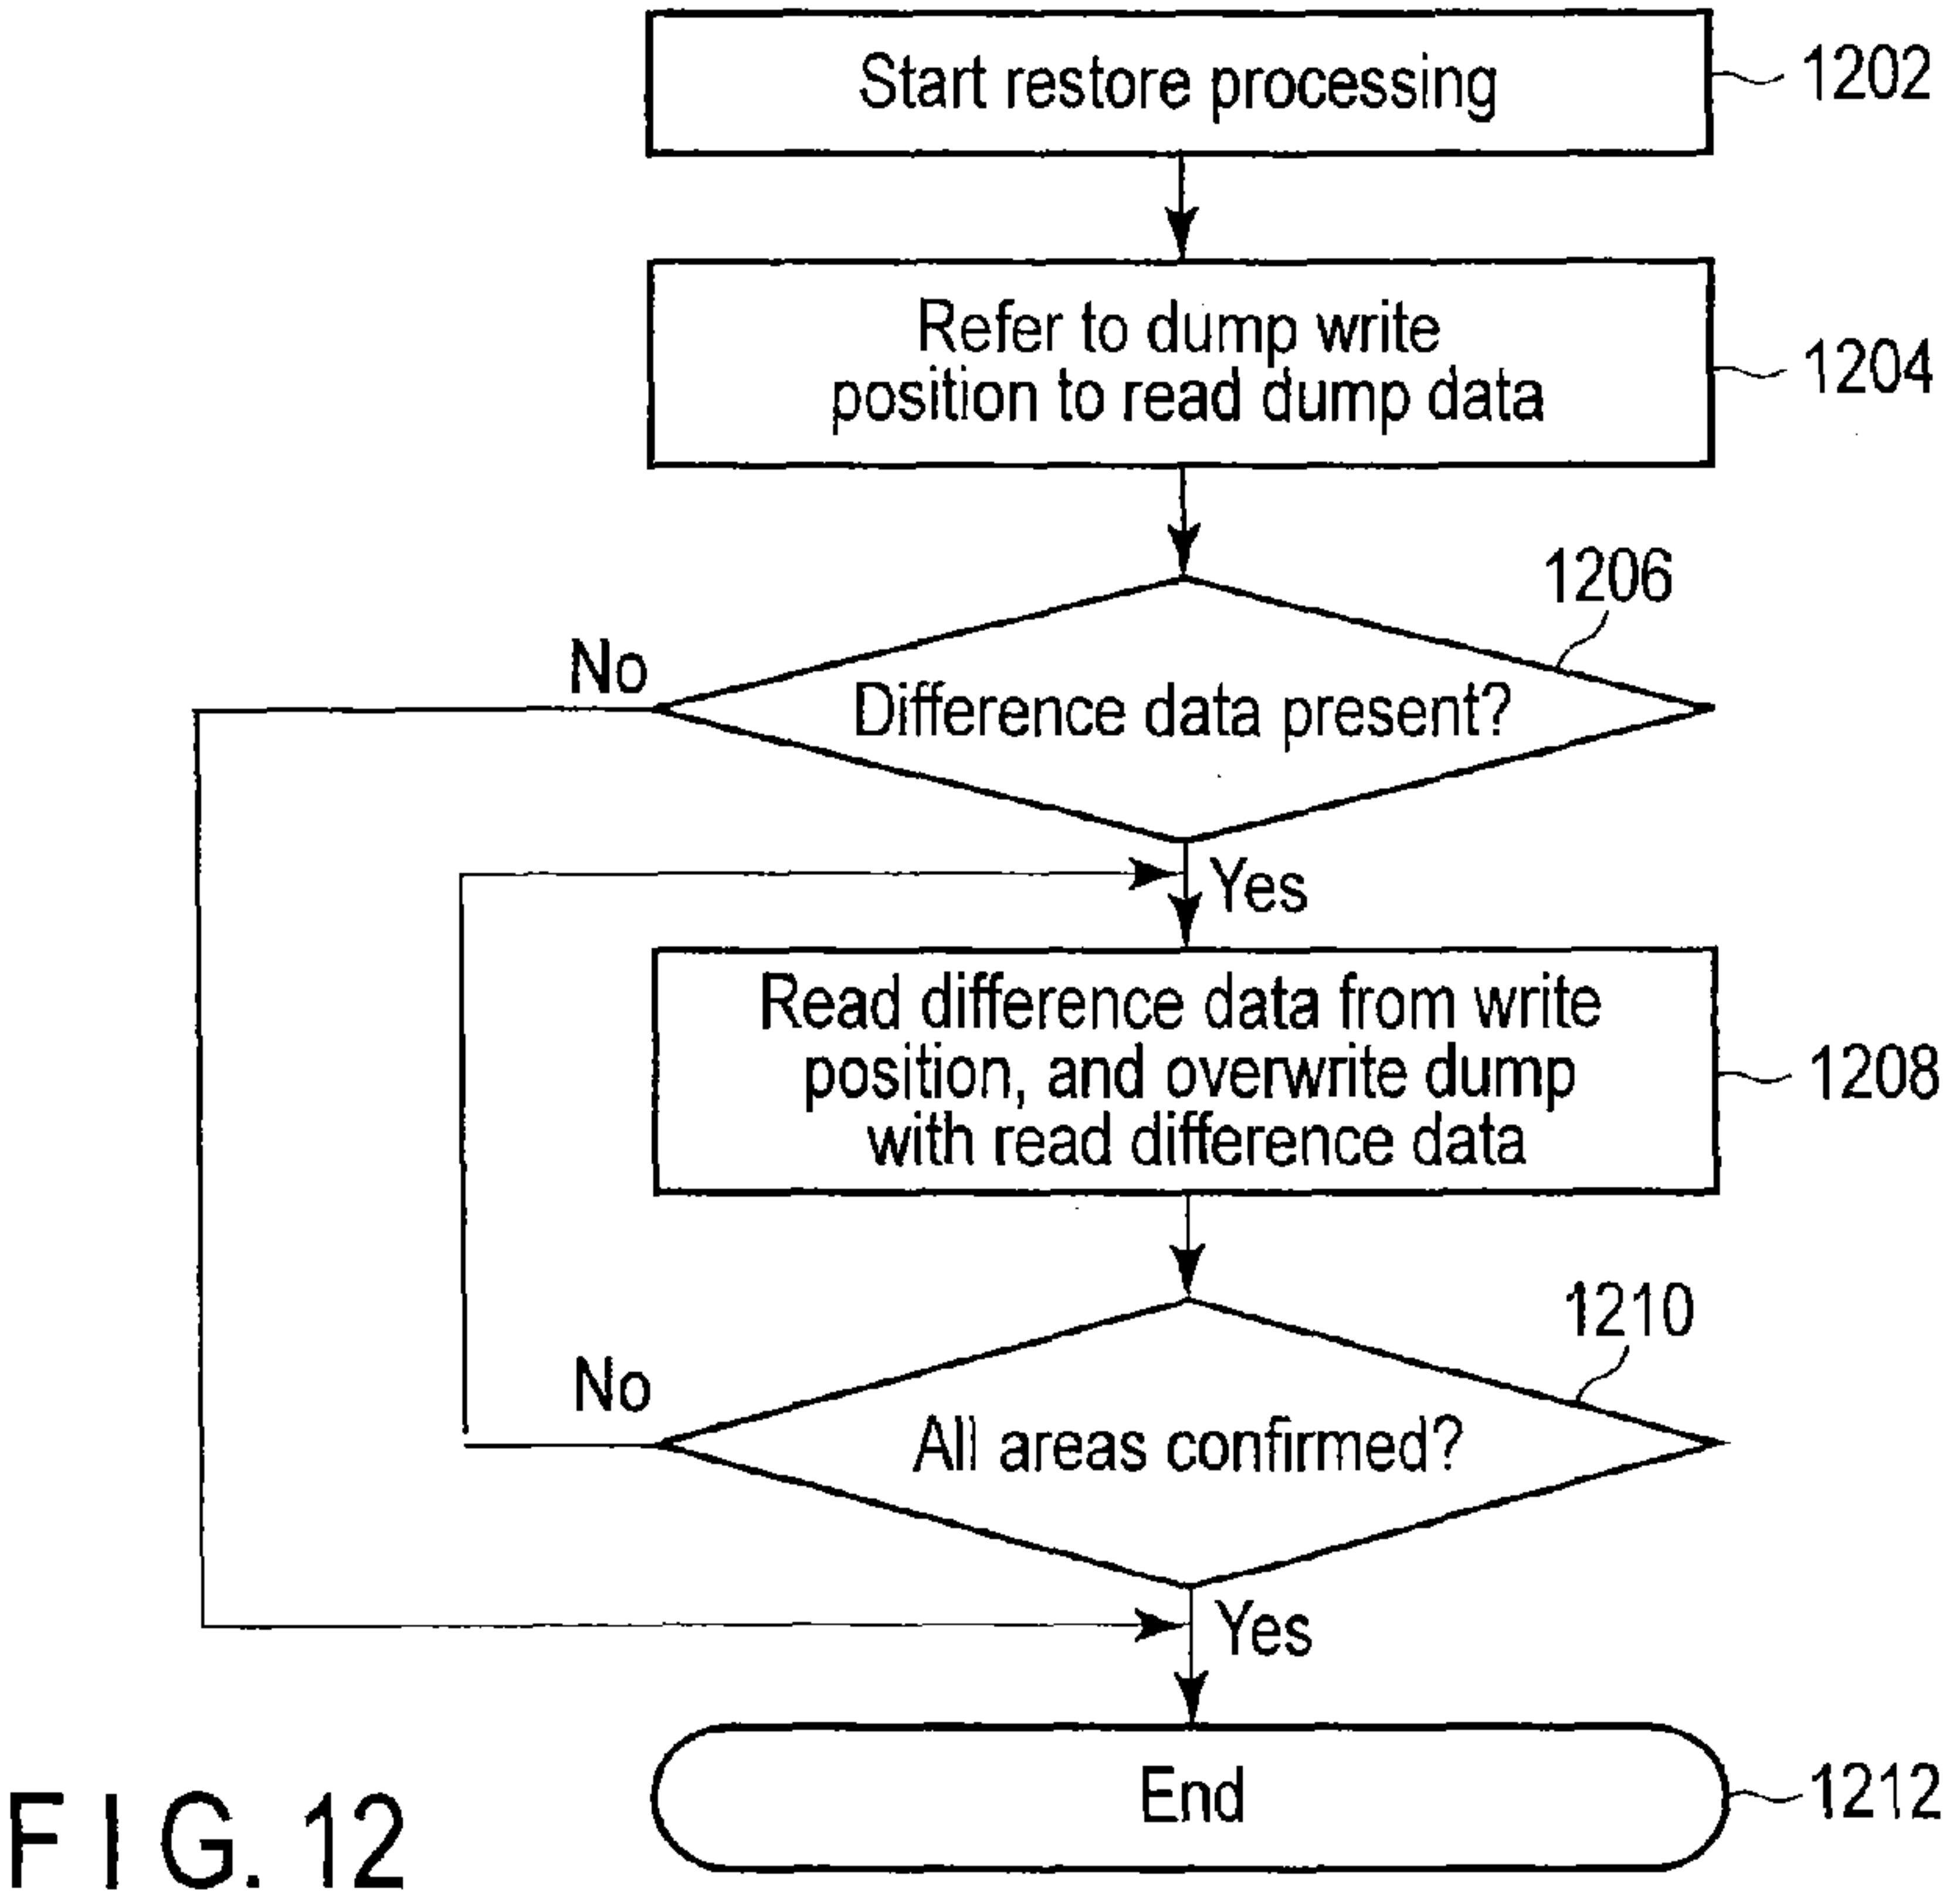 Start restore processing
1202
Refer to dump write
position to read dump data
1204
1206
No
Difference data present?
Yes
Read difference data from write
position, and overwrite dump
with read difference data
1208
1210
No
All areas confirmed?
Yes
End
1212
FIG. 12